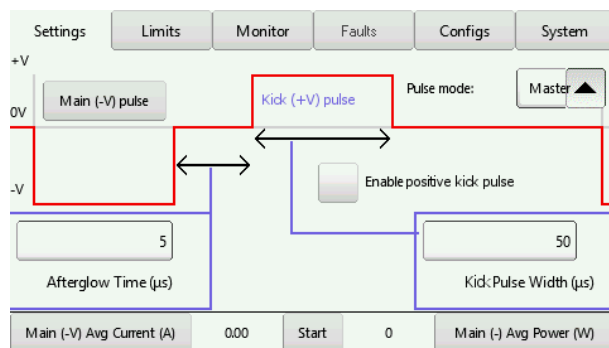 Settings Limits Monitor Faults Configs System
+V
Main (-V) pulse Kick (+V) pulse Pulse mode: Master
0V
-V Enable positive kick pulse
5 50
Afterglow Time (µs) Kick Pulse Width (µs)
Main (-V) Avg Current (A) 0.00 Start 0 Main (-) Avg Power (W)